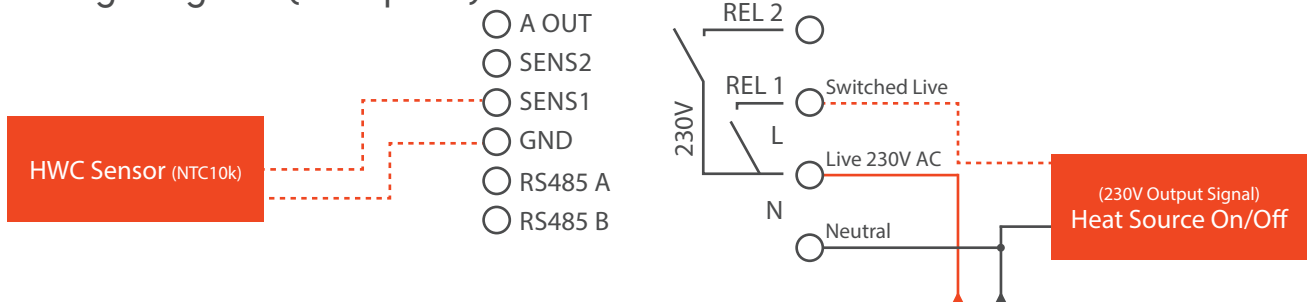 A OUT
SENS2
SENS1
GND
RS485 A
RS485 B
HWC Sensor (NTC10k)
REL 2
REL 1
230V
L
N
Switched Live
Live 230V AC
Neutral
(230V Output Signal)
Heat Source On/Off